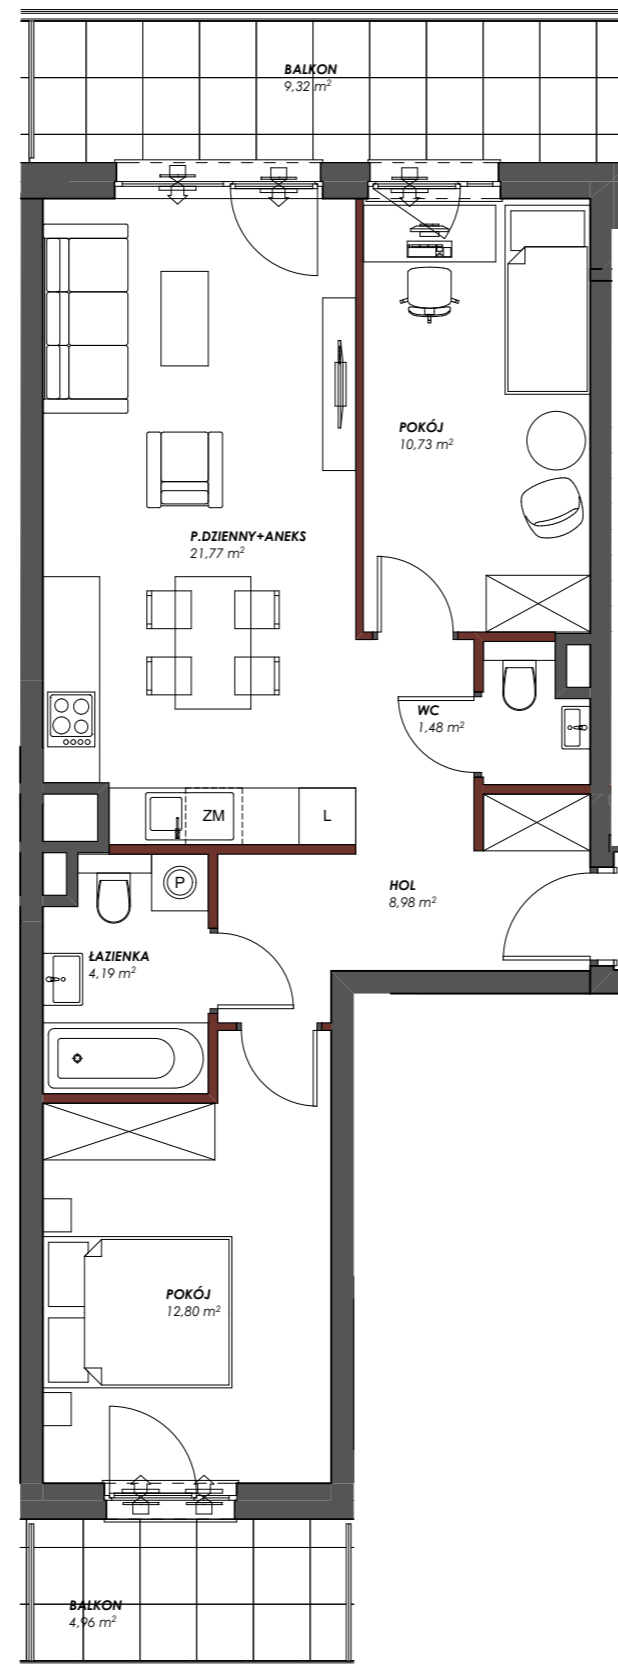 BALKON
9,32 m²
POKÓJ
10,73 m²
P.DZIENNY+ANEKS
21,77 m²
WC
1,48 m²
ZM
L
HOL
8,98 m²
P
ŁAZIENKA
4,19 m²
POKÓJ
12,80 m²
BALKON
4,96 m²